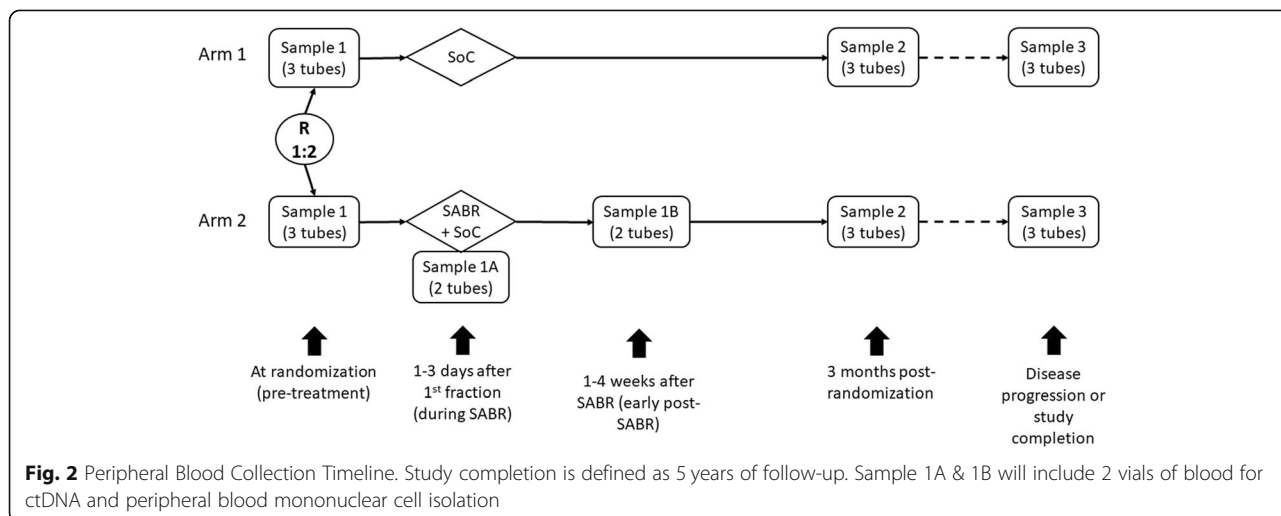 Arm 1
Sample 1
(3 tubes)
SoC
Sample 2
(3 tubes)
Sample 3
(3 tubes)
R
1:2
Arm 2
Sample 1
(3 tubes)
SABR
+ SoC
Sample 1A
(2 tubes)
Sample 1B
(2 tubes)
Sample 2
(3 tubes)
Sample 3
(3 tubes)
At randomization
(pre-treatment)
1-3 days after
1st fraction
(during SABR)
1-4 weeks after
SABR (early post-
SABR)
3 months post-
randomization
Disease
progression or
study
completion
Fig. 2 Peripheral Blood Collection Timeline. Study completion is defined as 5 years of follow-up. Sample 1A & 1B will include 2 vials of blood for
ctDNA and peripheral blood mononuclear cell isolation